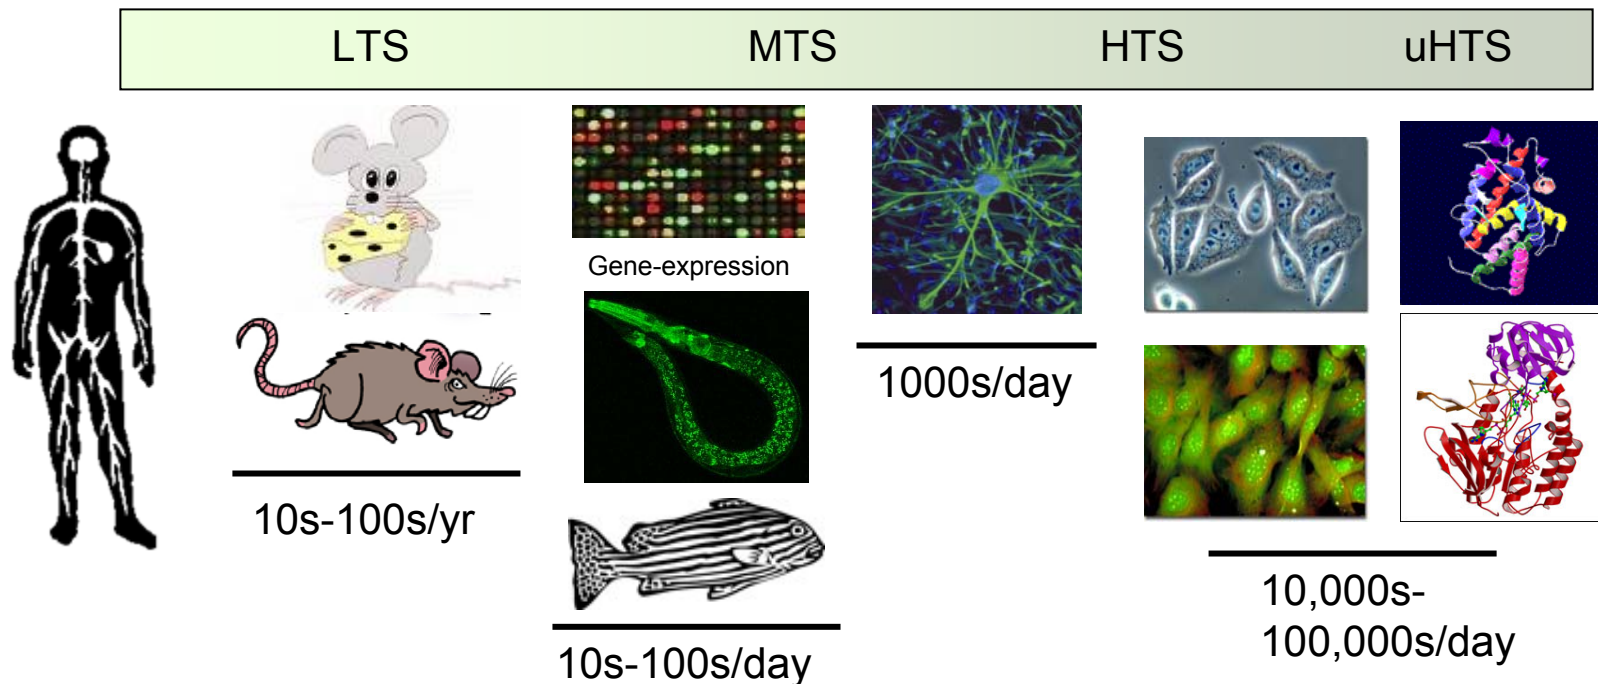 LTS MTS HTS uHTS
Gene-expression
1000s/day
10s-100s/yr
10,000s-
100,000s/day
10s-100s/day